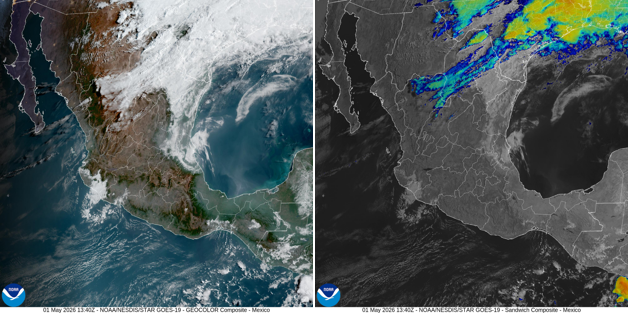 NOAA
NOAA
01 May 2026 13:40Z - NOAA/NESDIS/STAR GOES-19 - GEOCOLOR Composite - Mexico
01 May 2026 13:40Z - NOAA/NESDIS/STAR GOES-19 - Sandwich Composite - Mexico